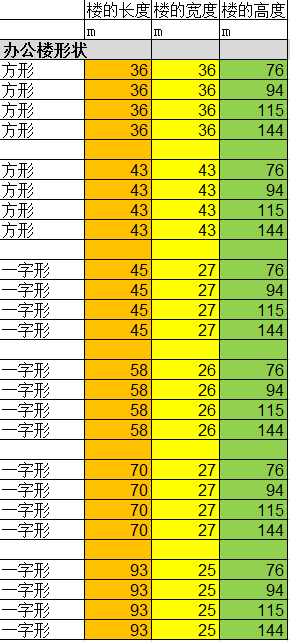 楼的长度 楼的宽度 楼的高度
m m m
办公楼形状
方形 36 36 76
方形 36 36 94
方形 36 36 115
方形 36 36 144
方形 43 43 76
方形 43 43 94
方形 43 43 115
方形 43 43 144
一字形 45 27 76
一字形 45 27 94
一字形 45 27 115
一字形 45 27 144
一字形 58 26 76
一字形 58 26 94
一字形 58 26 115
一字形 58 26 144
一字形 70 27 76
一字形 70 27 94
一字形 70 27 115
一字形 70 27 144
一字形 93 25 76
一字形 93 25 94
一字形 93 25 115
一字形 93 25 144